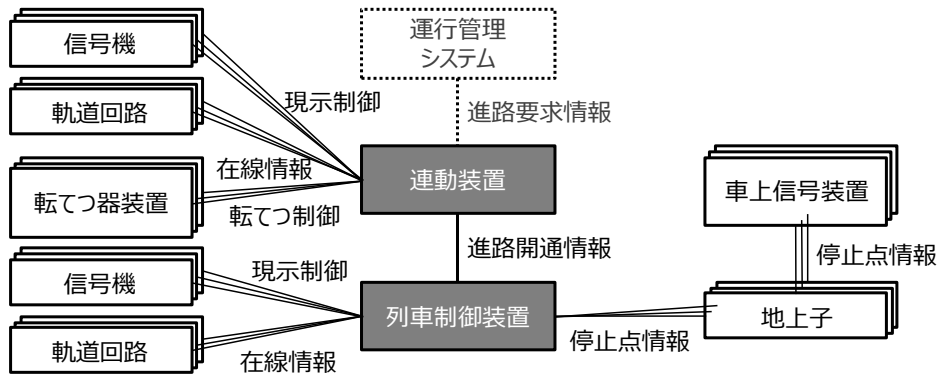 信号機
軌道回路
転てつ器装置
信号機
軌道回路
現示制御
在線情報
転てつ制御
現示制御
在線情報
運行管理
システム
進路要求情報
連動装置
進路開通情報
列車制御装置
停止点情報
車上信号装置
停止点情報
地上子